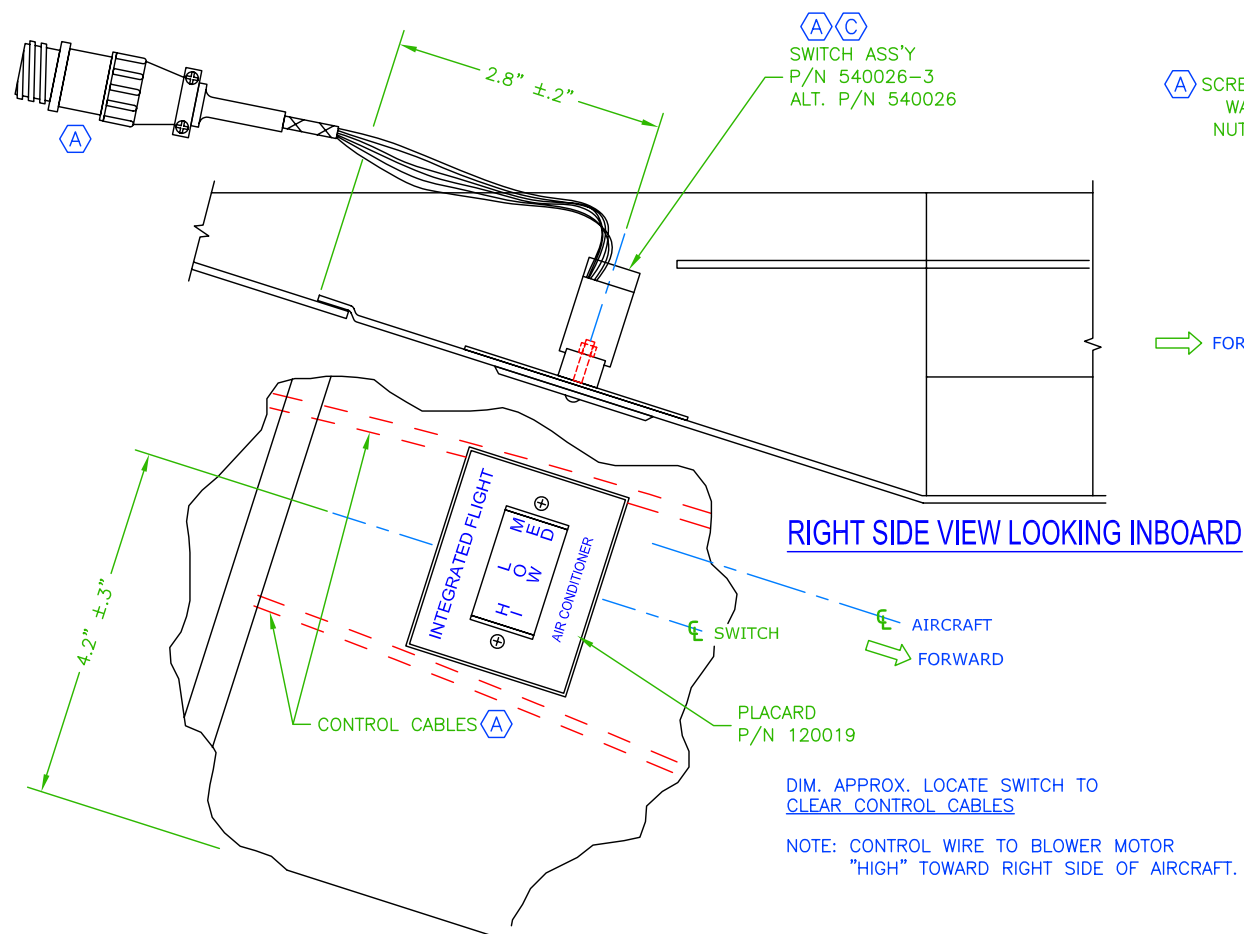 A C
SWITCH ASS'Y
P/N 540026-3
ALT. P/N 540026
2.8" ±.2"
A
A SCRE
WA
NUT
FOR
RIGHT SIDE VIEW LOOKING INBOARD
4.2" ±.3"
INTEGRATED FLIGHT
MED
LOW
HI
AIR CONDITIONER
℄ SWITCH
℄ AIRCRAFT
FORWARD
CONTROL CABLES A
PLACARD
P/N 120019
DIM. APPROX. LOCATE SWITCH TO
CLEAR CONTROL CABLES
NOTE: CONTROL WIRE TO BLOWER MOTOR
"HIGH" TOWARD RIGHT SIDE OF AIRCRAFT.